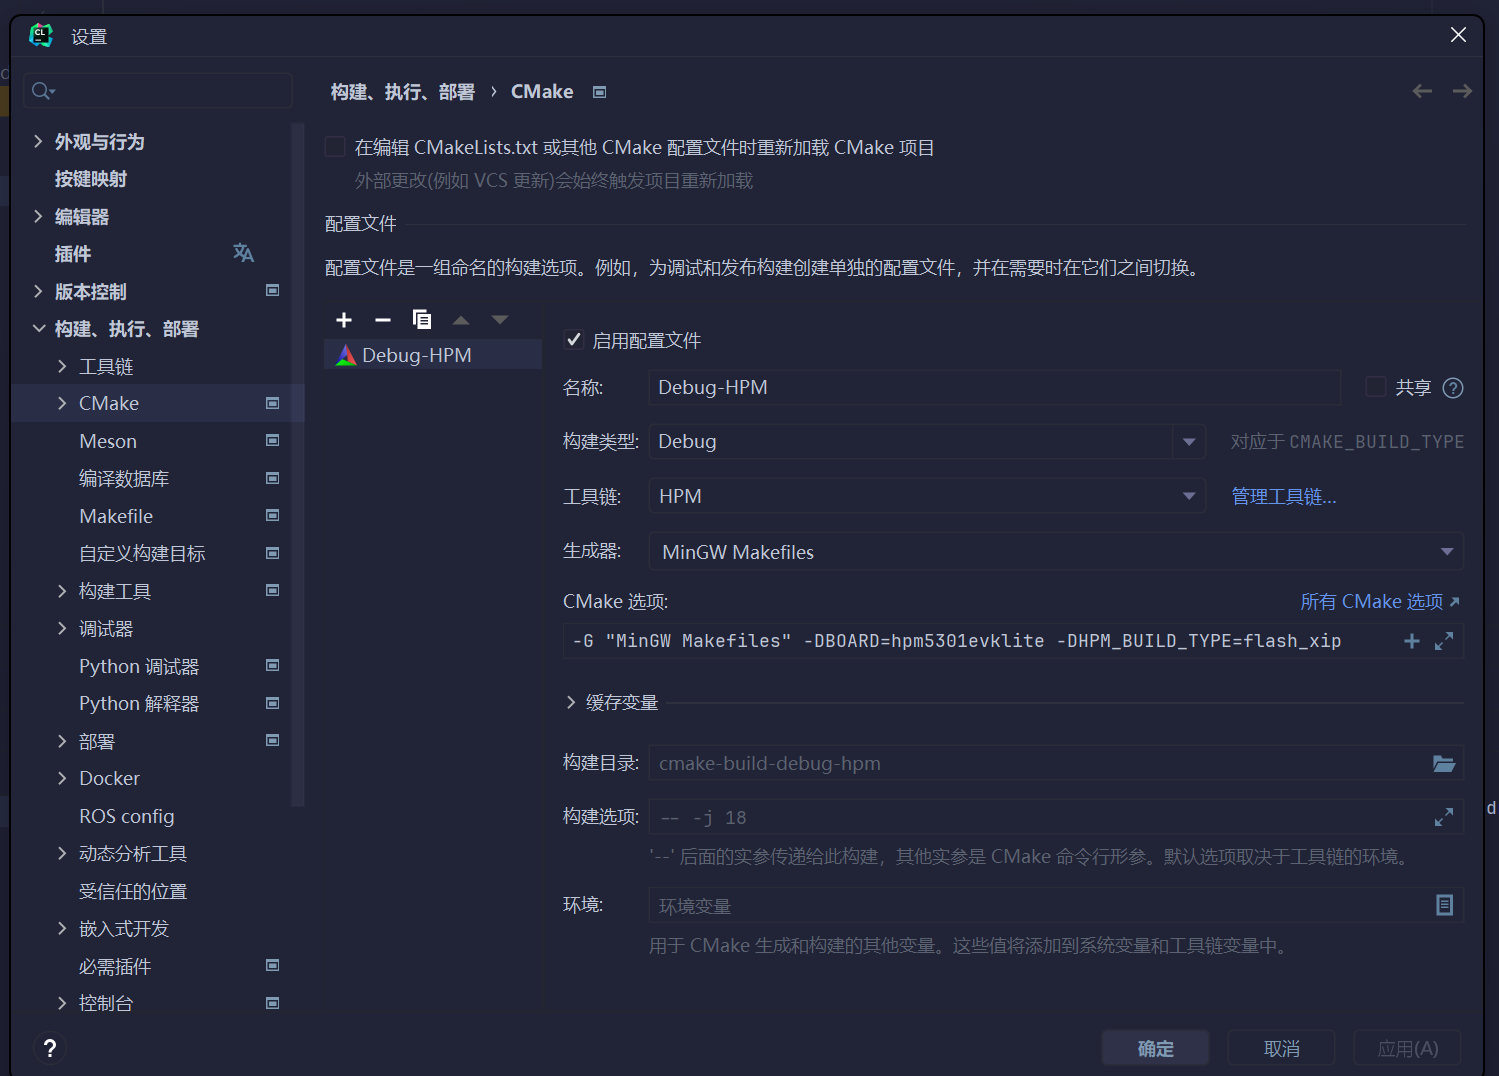 设置
构建、执行、部署 › CMake
外观与行为
按键映射
编辑器
插件
版本控制
构建、执行、部署
工具链
CMake
Meson
编译数据库
Makefile
自定义构建目标
构建工具
调试器
Python 调试器
Python 解释器
部署
Docker
ROS config
动态分析工具
受信任的位置
嵌入式开发
必需插件
控制台
在编辑 CMakeLists.txt 或其他 CMake 配置文件时重新加载 CMake 项目
外部更改(例如 VCS 更新)会始终触发项目重新加载
配置文件
配置文件是一组命名的构建选项。例如，为调试和发布构建创建单独的配置文件，并在需要时在它们之间切换。
Debug-HPM
启用配置文件
名称: Debug-HPM 共享
构建类型: Debug 对应于 CMAKE_BUILD_TYPE
工具链: HPM 管理工具链...
生成器: MinGW Makefiles
CMake 选项: 所有 CMake 选项
-G "MinGW Makefiles" -DBOARD=hpm5301evklite -DHPM_BUILD_TYPE=flash_xip
缓存变量
构建目录: cmake-build-debug-hpm
构建选项: -- -j 18
'--' 后面的实参传递给此构建，其他实参是 CMake 命令行形参。默认选项取决于工具链的环境。
环境: 环境变量
用于 CMake 生成和构建的其他变量。这些值将添加到系统变量和工具链变量中。
? 确定 取消 应用(A)